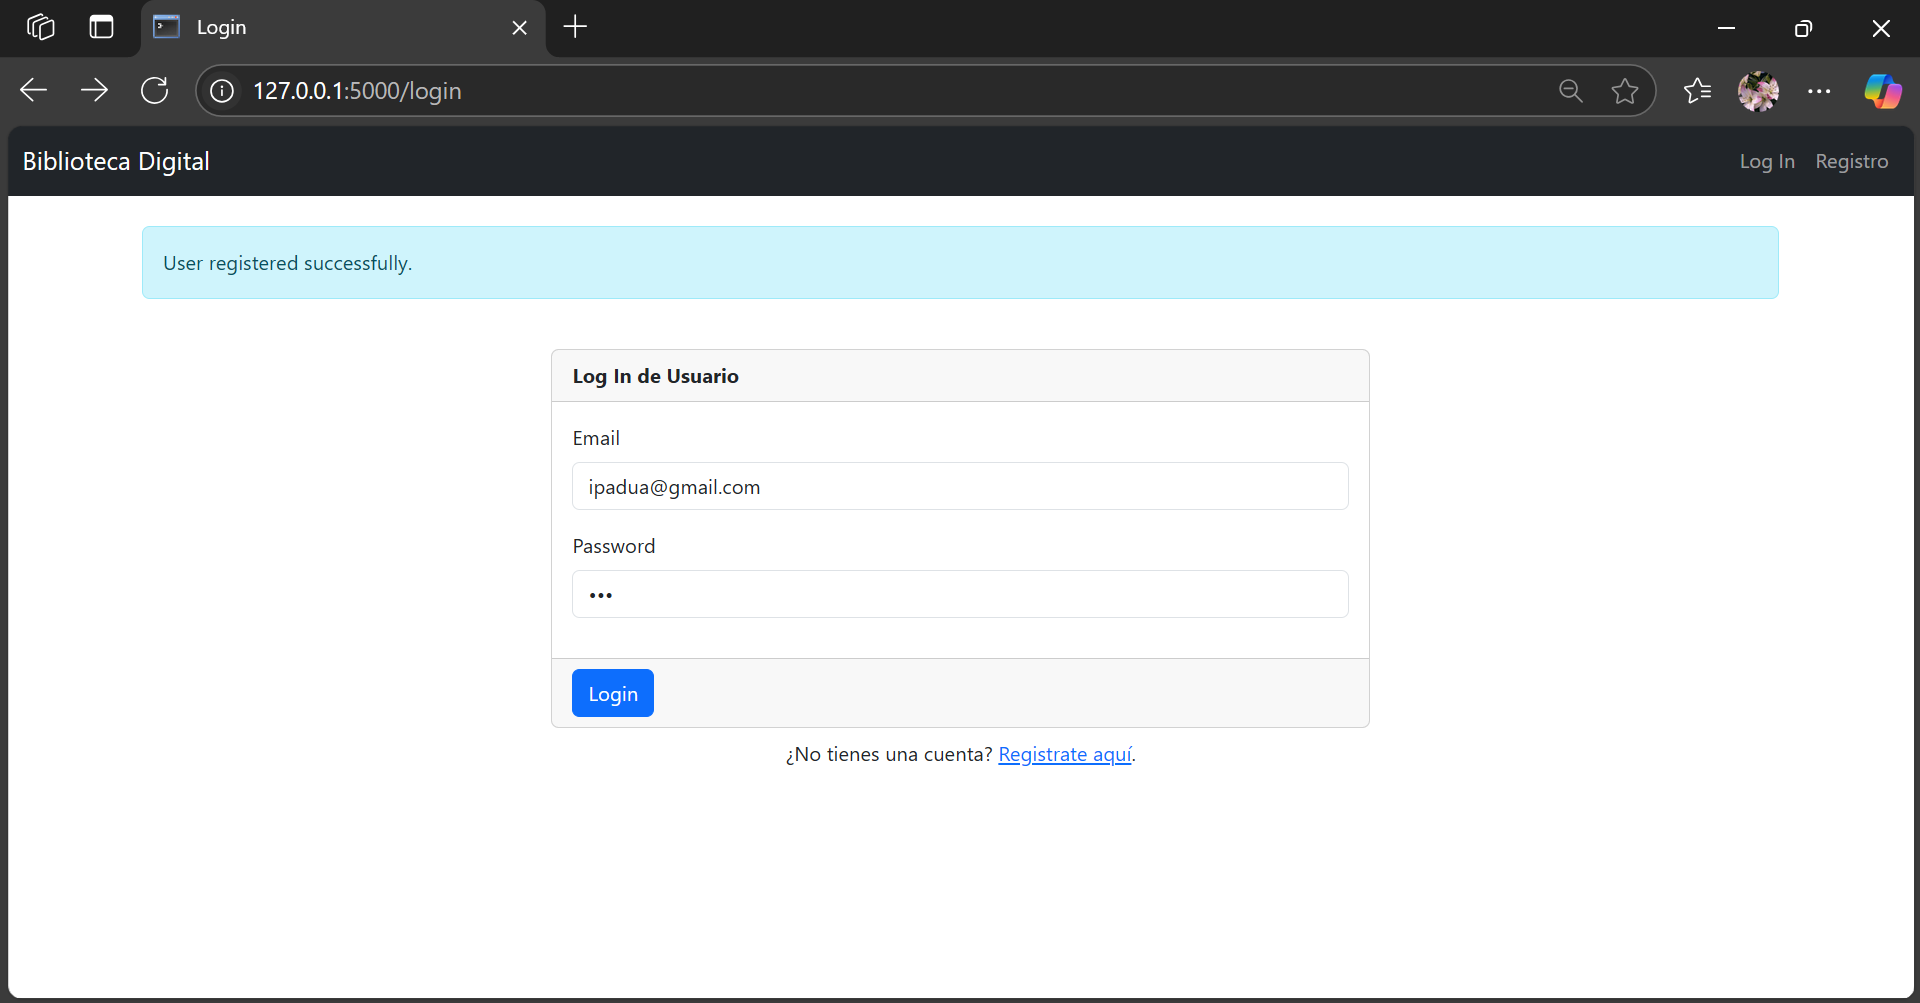 Login
127.0.0.1:5000/login
Biblioteca Digital
Log In Registro
User registered successfully.
Log In de Usuario
Email
ipadua@gmail.com
Password
•••
Login
¿No tienes una cuenta? Registrate aquí.